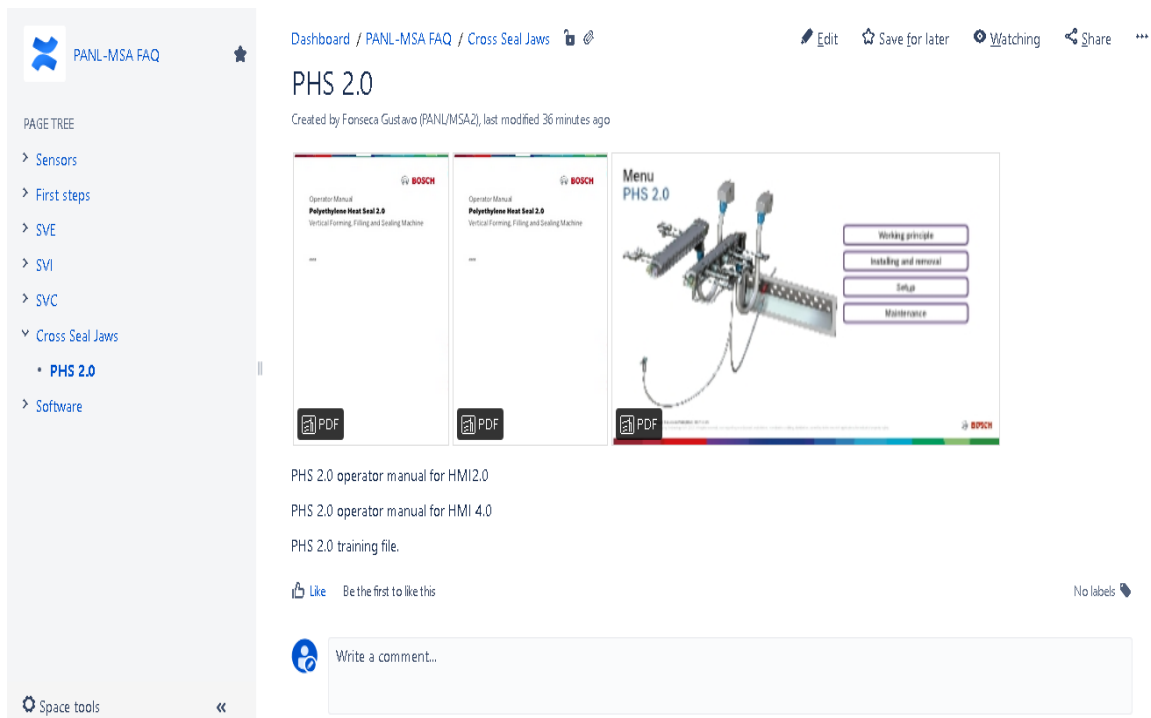 PANL-MSA FAQ
PAGE TREE
Sensors
First steps
SVE
SVI
SVC
Cross Seal Jaws
PHS 2.0
Software
Space tools
Dashboard / PANL-MSA FAQ / Cross Seal Jaws
Edit
Save for later
Watching
Share
PHS 2.0
Created by Fonseca Gustavo (PANL/MSA2), last modified 36 minutes ago
BOSCH
Operator Manual
Polyethylene Heat Seal 2.0
Vertical Forming, Filling and Sealing Machine
PDF
BOSCH
Operator Manual
Polyethylene Heat Seal 2.0
Vertical Forming, Filling and Sealing Machine
PDF
Menu
PHS 2.0
Working principle
Installing and removal
Setup
Maintenance
PDF
BOSCH
PHS 2.0 operator manual for HMI2.0
PHS 2.0 operator manual for HMI 4.0
PHS 2.0 training file.
Like Be the first to like this
No labels
Write a comment...